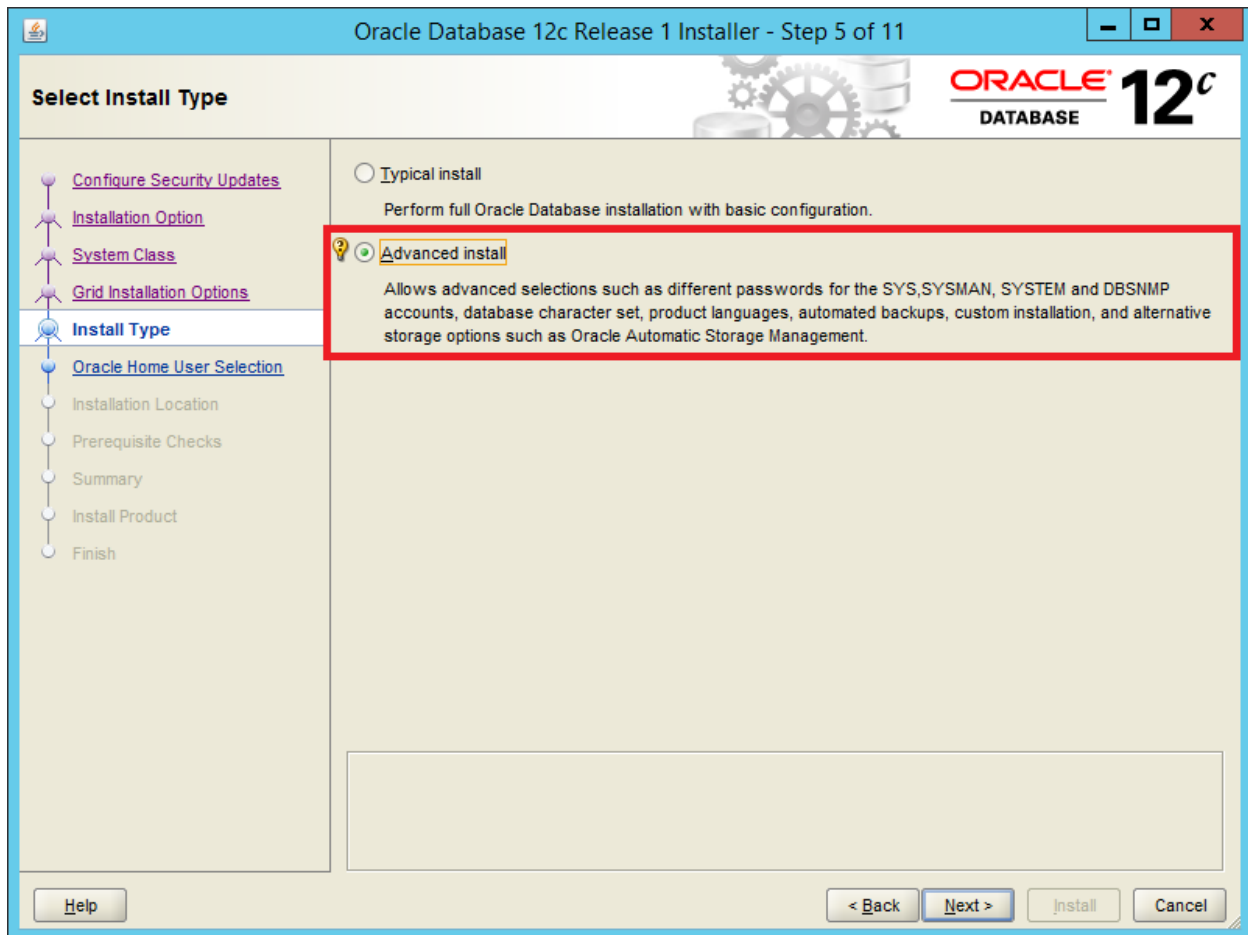 Oracle Database 12c Release 1 Installer - Step 5 of 11
Select Install Type
ORACLE
DATABASE
12c
Configure Security Updates
Installation Option
System Class
Grid Installation Options
Install Type
Oracle Home User Selection
Installation Location
Prerequisite Checks
Summary
Install Product
Finish
Typical install
Perform full Oracle Database installation with basic configuration.
Advanced install
Allows advanced selections such as different passwords for the SYS,SYSMAN, SYSTEM and DBSNMP
accounts, database character set, product languages, automated backups, custom installation, and alternative
storage options such as Oracle Automatic Storage Management.
Help
< Back
Next >
Install
Cancel